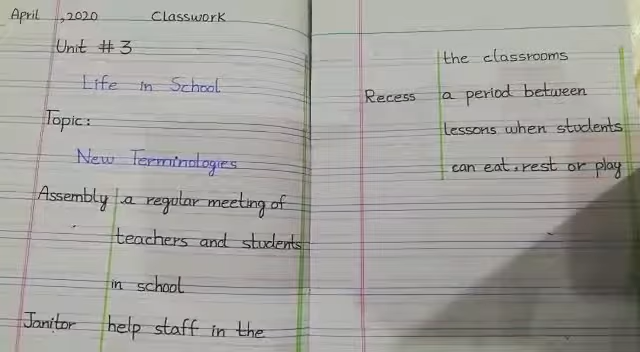 April , 2020 Classwork
Unit # 3
Life in School
Topic:
New Terminologies
Assembly a regular meeting of
teachers and students
in school
Janitor help staff in the
the classrooms
Recess a period between
lessons when students
can eat, rest or play